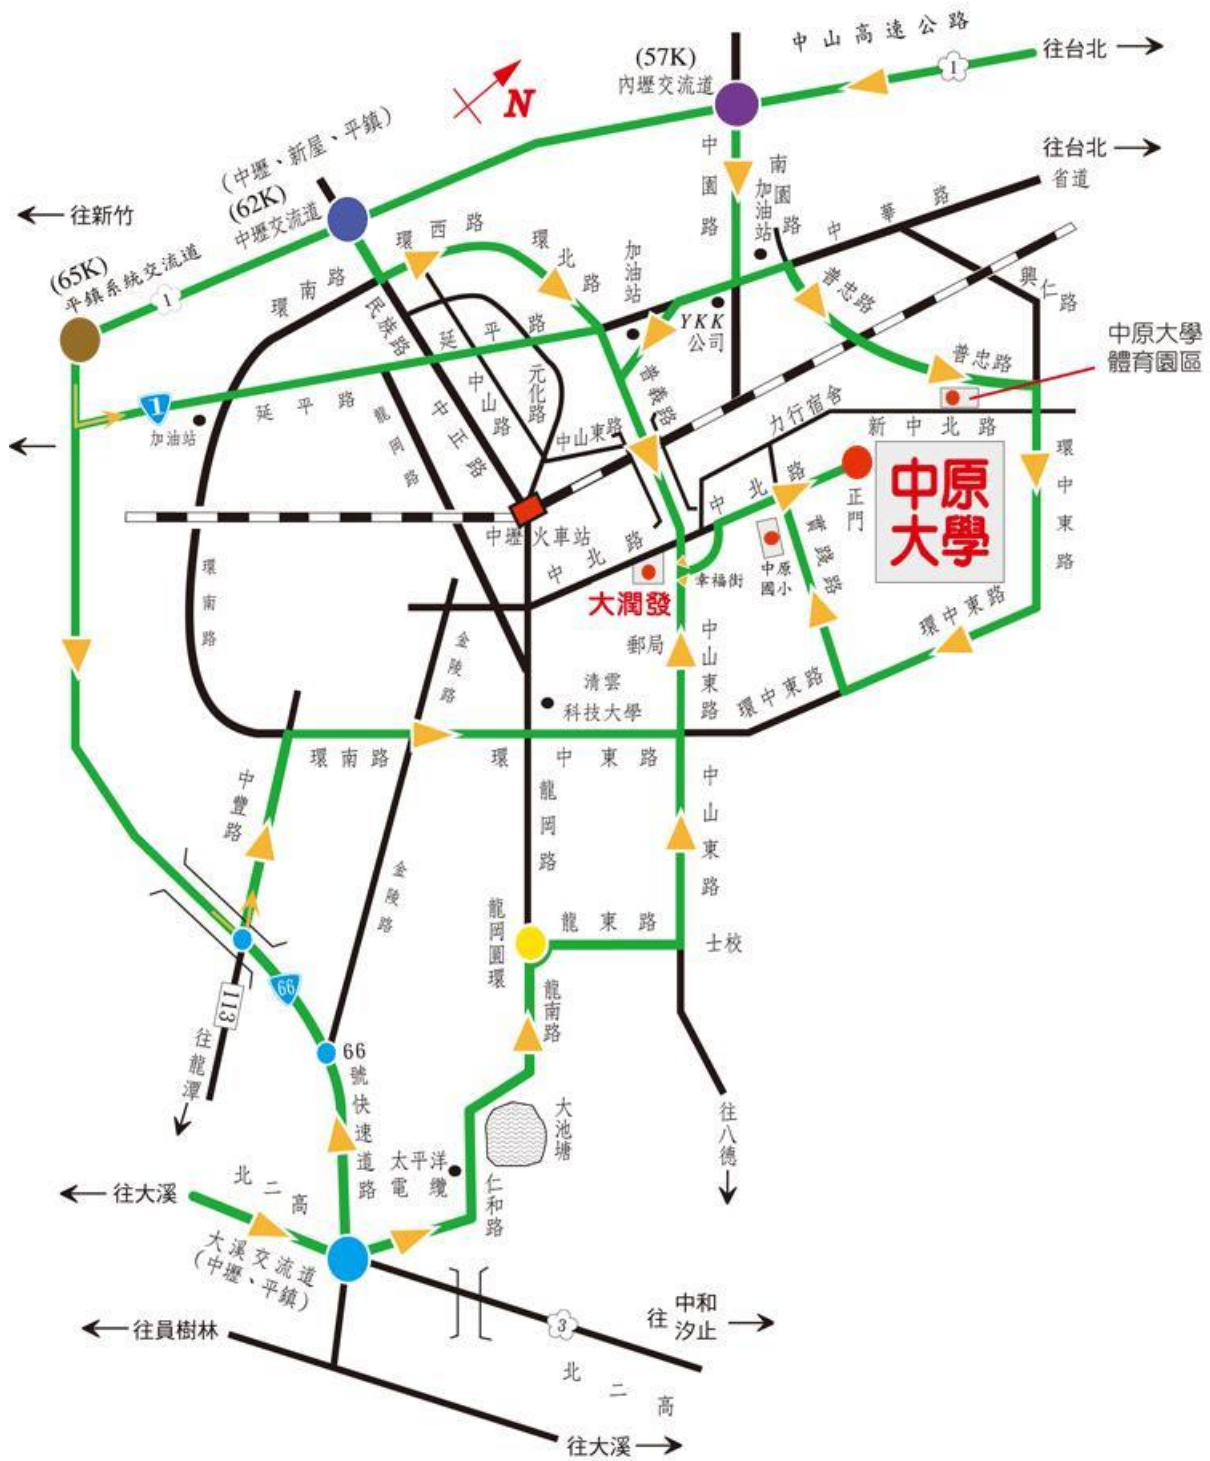 中山高速公路
往台北
(57K)
內壢交流道
1
N
(中壢、新屋、平鎮)
(62K)
中壢交流道
往台北
省道
往新竹
(65K)
平鎮系統交流道
1
中園路
南園路
加油站
中華路
環西路
環北路
加油站
環南路
民族路
延平路
YKK
公司
普忠路
興仁路
中原大學
體育園區
普忠路
1
加油站
延平路
龍岡路
中正路
中山路
元化路
中山東路
普義路
力行宿舍
新中北路
中原
大學
正門
環中東路
中北路
中壢火車站
中北路
實踐路
中原
國小
幸福街
大潤發
環南路
金陵路
郵局
中山東路
環中東路
環中東路
清雲
科技大學
環南路
環中東路
中豐路
龍岡路
中山東路
金陵路
龍岡圓環
龍東路
士校
66
113
往龍潭
龍南路
66
號快速道路
大池塘
往八德
太平洋
電纜
仁和路
往大溪
北二高
大溪交流道
(中壢、平鎮)
往員樹林
3
往中和
汐止
北二高
往大溪